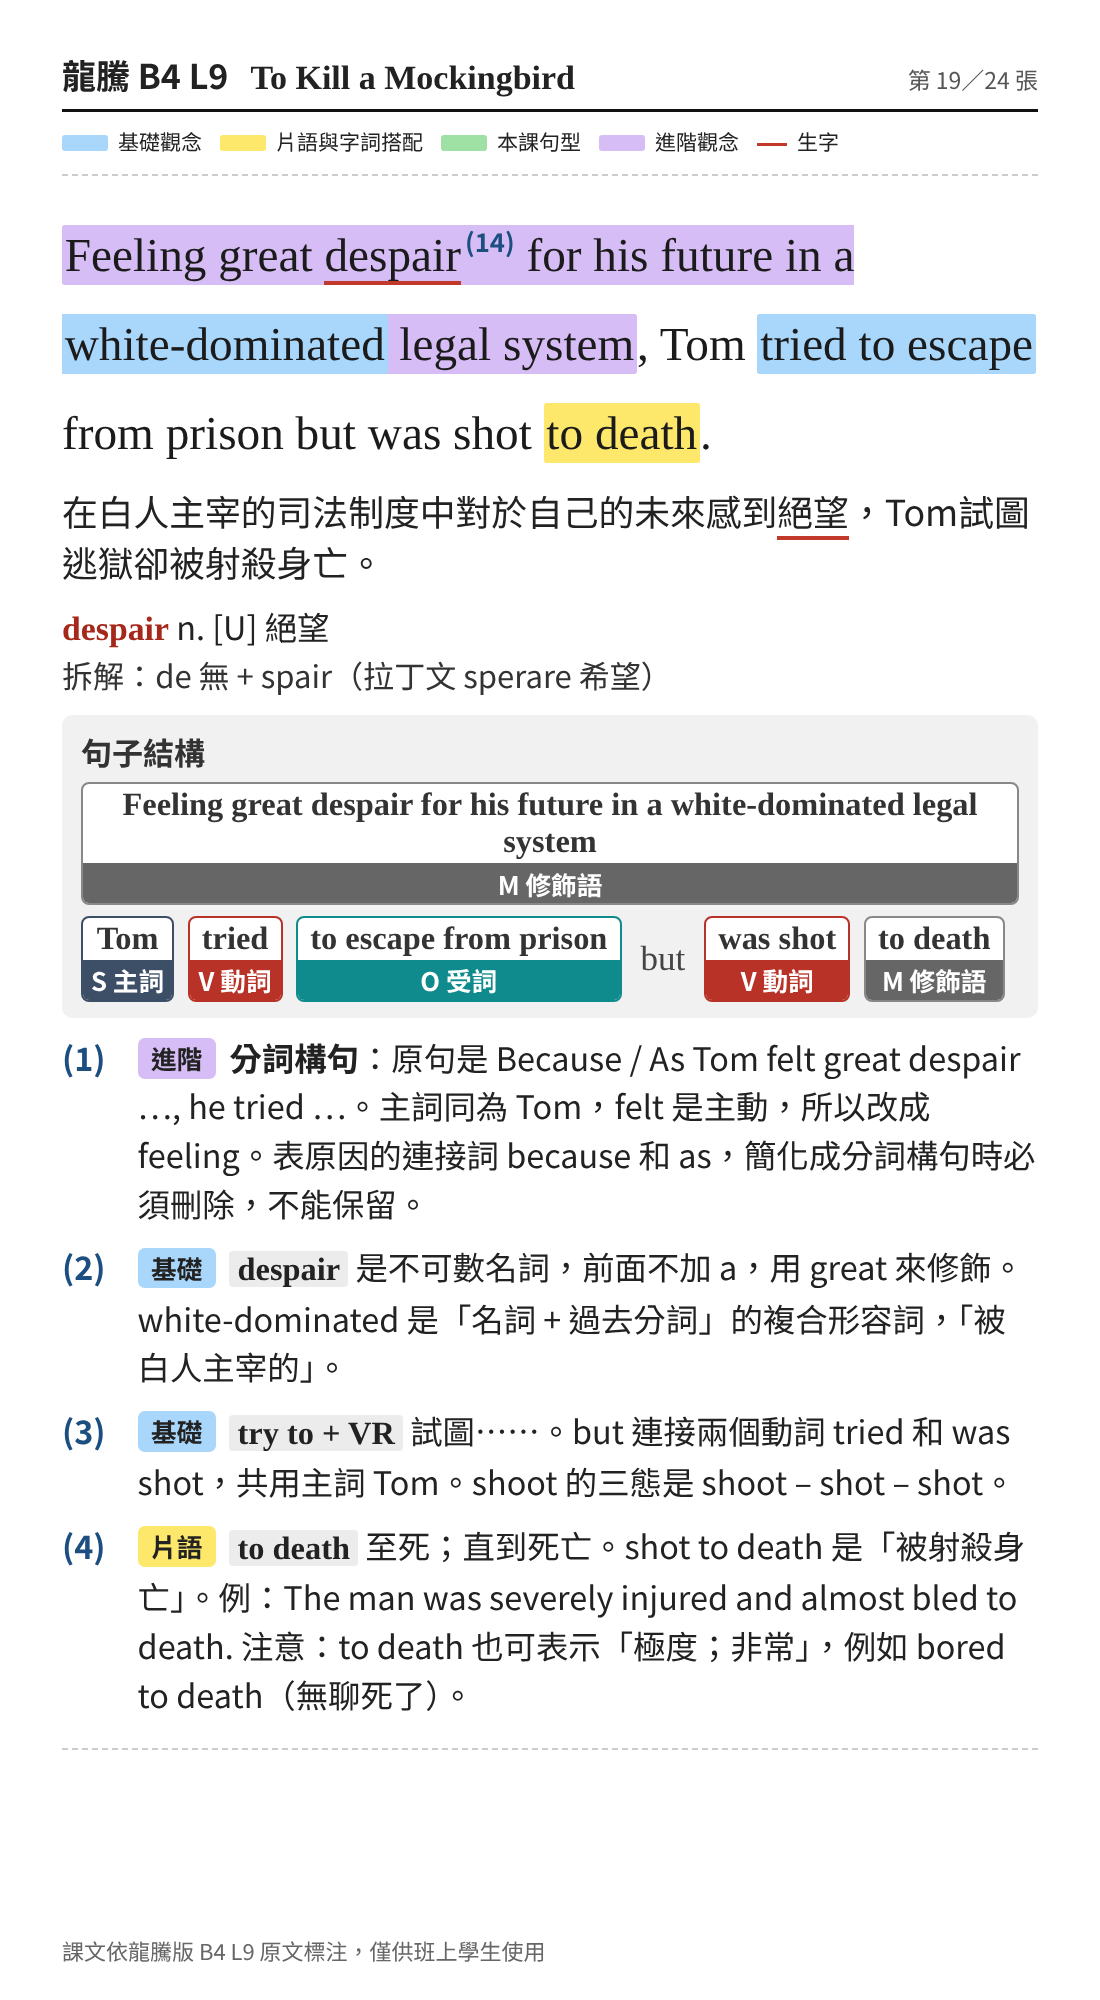 龍騰 B4 L9 To Kill a Mockingbird 第 19／24 張
基礎觀念 片語與字詞搭配 本課句型 進階觀念 生字
Feeling great despair(14) for his future in a
white-dominated legal system, Tom tried to escape
from prison but was shot to death.
在白人主宰的司法制度中對於自己的未來感到絕望，Tom試圖
逃獄卻被射殺身亡。
despair n. [U] 絕望
拆解：de 無 + spair（拉丁文 sperare 希望）
句子結構
Feeling great despair for his future in a white-dominated legal
system
M 修飾語
Tom tried to escape from prison but was shot to death
S 主詞 V 動詞 O 受詞 V 動詞 M 修飾語
(1) 進階 分詞構句：原句是 Because / As Tom felt great despair
…, he tried …。主詞同為 Tom，felt 是主動，所以改成
feeling。表原因的連接詞 because 和 as，簡化成分詞構句時必
須刪除，不能保留。
(2) 基礎 despair 是不可數名詞，前面不加 a，用 great 來修飾。
white-dominated 是「名詞 + 過去分詞」的複合形容詞，「被
白人主宰的」。
(3) 基礎 try to + VR 試圖⋯⋯。but 連接兩個動詞 tried 和 was
shot，共用主詞 Tom。shoot 的三態是 shoot – shot – shot。
(4) 片語 to death 至死；直到死亡。shot to death 是「被射殺身
亡」。例：The man was severely injured and almost bled to
death. 注意：to death 也可表示「極度；非常」，例如 bored
to death（無聊死了）。
課文依龍騰版 B4 L9 原文標注，僅供班上學生使用